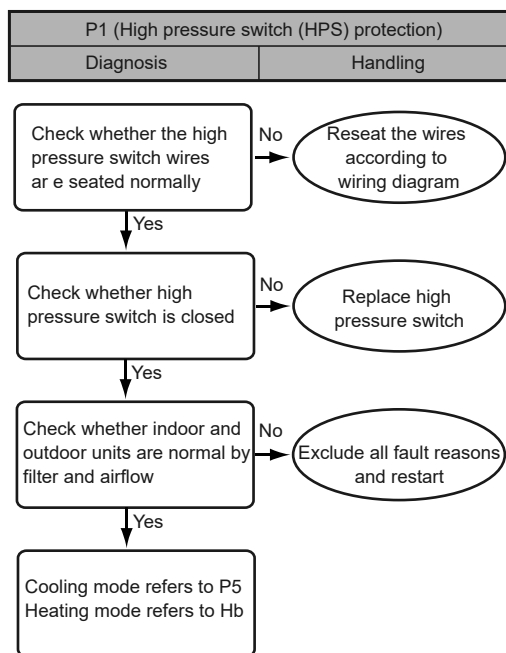 P1 (High pressure switch (HPS) protection)
Diagnosis
Handling
Check whether the high
pressure switch wires
ar e seated normally
No
Reseat the wires
according to
wiring diagram
Yes
Check whether high
pressure switch is closed
No
Replace high
pressure switch
Yes
Check whether indoor and
outdoor units are normal by
filter and airflow
No
Exclude all fault reasons
and restart
Yes
Cooling mode refers to P5
Heating mode refers to Hb